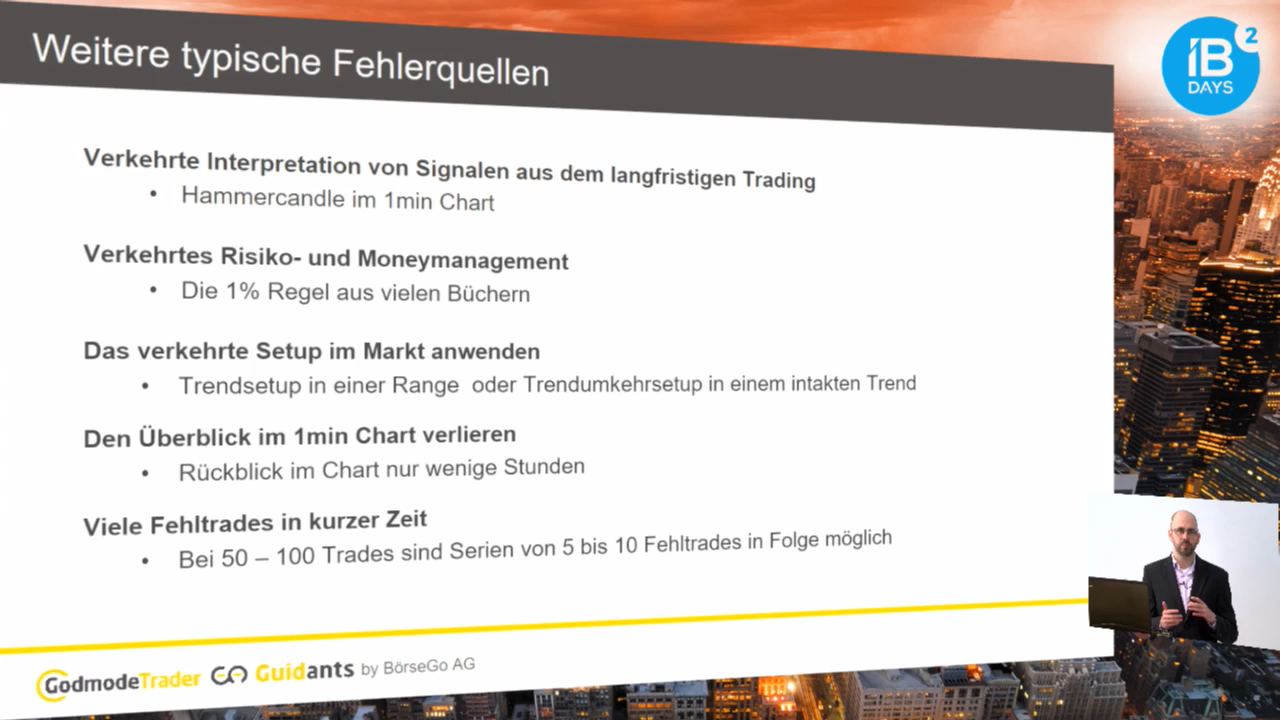 Weitere typische Fehlerquellen
IB 2
DAYS
Verkehrte Interpretation von Signalen aus dem langfristigen Trading
• Hammercandle im 1min Chart
Verkehrtes Risiko- und Moneymanagement
• Die 1% Regel aus vielen Büchern
Das verkehrte Setup im Markt anwenden
• Trendsetup in einer Range oder Trendumkehrsetup in einem intakten Trend
Den Überblick im 1min Chart verlieren
• Rückblick im Chart nur wenige Stunden
Viele Fehltrades in kurzer Zeit
• Bei 50 – 100 Trades sind Serien von 5 bis 10 Fehltrades in Folge möglich
GodmodeTrader Guidants by BörseGo AG